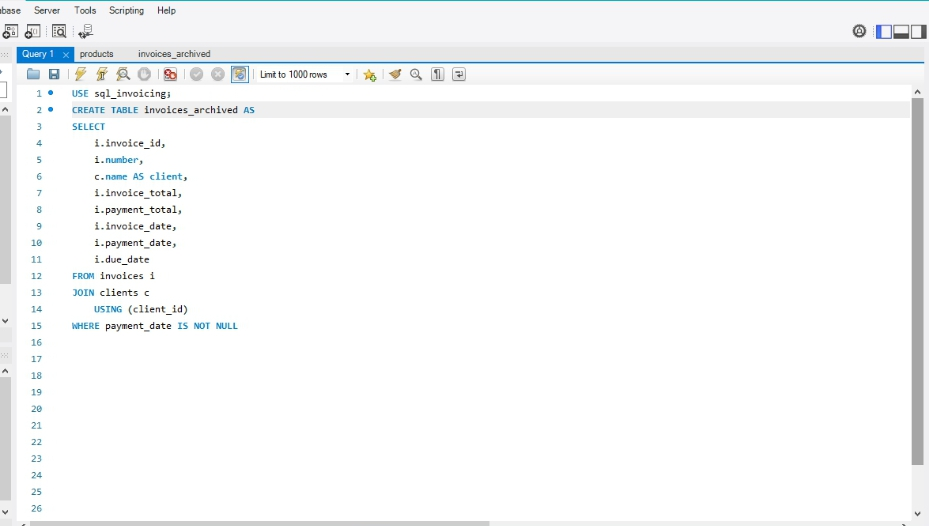 base Server Tools Scripting Help
Query 1 products invoices_archived
Limit to 1000 rows
1 USE sql_invoicing;
2 CREATE TABLE invoices_archived AS
3 SELECT
4 i.invoice_id,
5 i.number,
6 c.name AS client,
7 i.invoice_total,
8 i.payment_total,
9 i.invoice_date,
10 i.payment_date,
11 i.due_date
12 FROM invoices i
13 JOIN clients c
14 USING (client_id)
15 WHERE payment_date IS NOT NULL
16
17
18
19
20
21
22
23
24
25
26